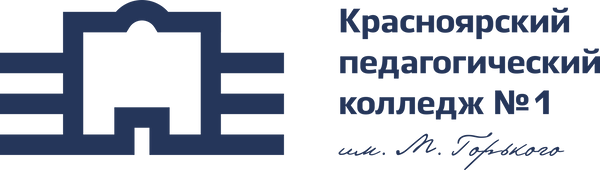 Красноярский
педагогический
колледж №1
им. М. Горького